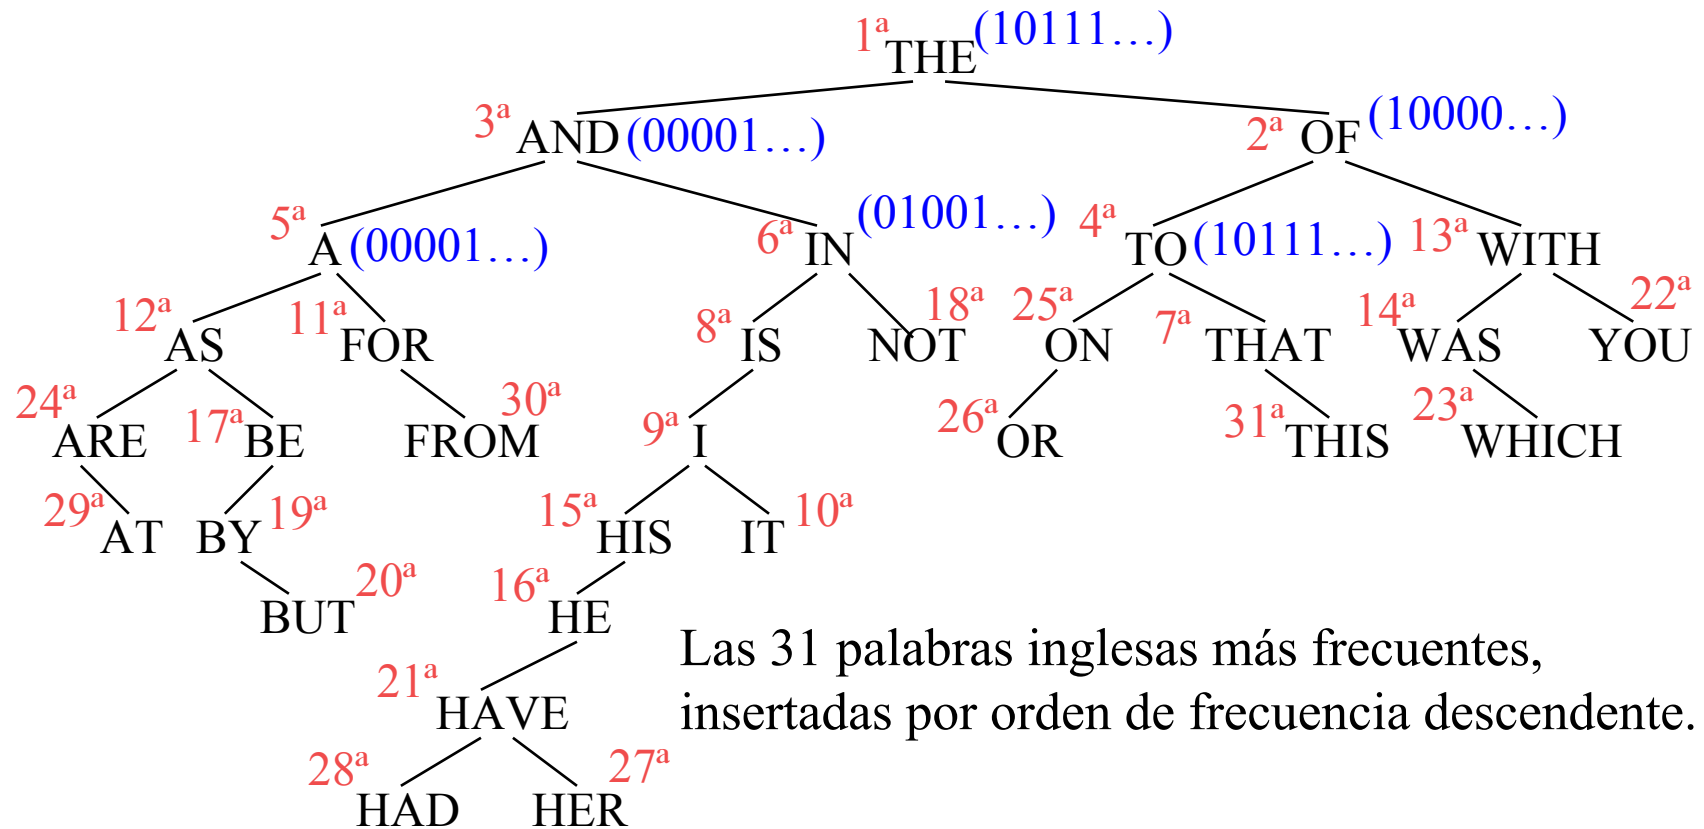 1ª THE (10111…)
3ª AND (00001…) 2ª OF (10000…)
5ª A (00001…) 6ª IN (01001…) 4ª TO (10111…) 13ª WITH
12ª AS 11ª FOR 8ª IS 18ª NOT 25ª ON 7ª THAT 14ª WAS 22ª YOU
24ª ARE 17ª BE 30ª FROM 9ª I 26ª OR 31ª THIS 23ª WHICH
29ª AT BY 19ª 15ª HIS IT 10ª
BUT 20ª 16ª HE
Las 31 palabras inglesas más frecuentes,
21ª HAVE
insertadas por orden de frecuencia descendente.
28ª HAD HER 27ª